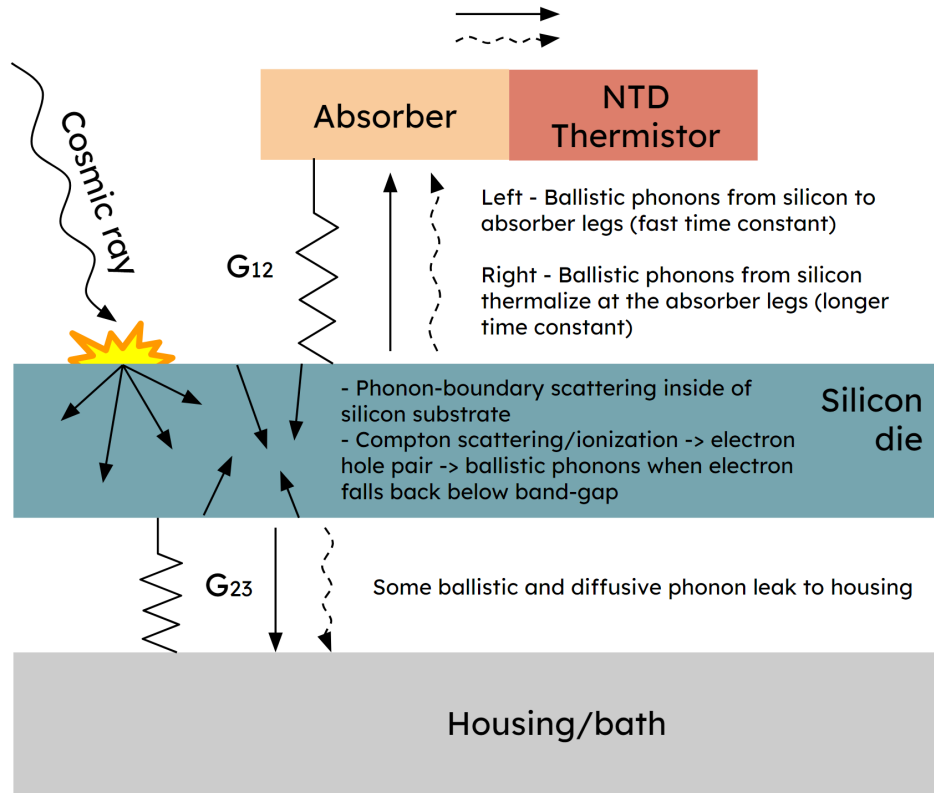 Cosmic ray
Absorber
NTD
Thermistor
G12
Left - Ballistic phonons from silicon to
absorber legs (fast time constant)
Right - Ballistic phonons from silicon
thermalize at the absorber legs (longer
time constant)
- Phonon-boundary scattering inside of
silicon substrate
- Compton scattering/ionization -> electron
hole pair -> ballistic phonons when electron
falls back below band-gap
Silicon
die
G23
Some ballistic and diffusive phonon leak to housing
Housing/bath